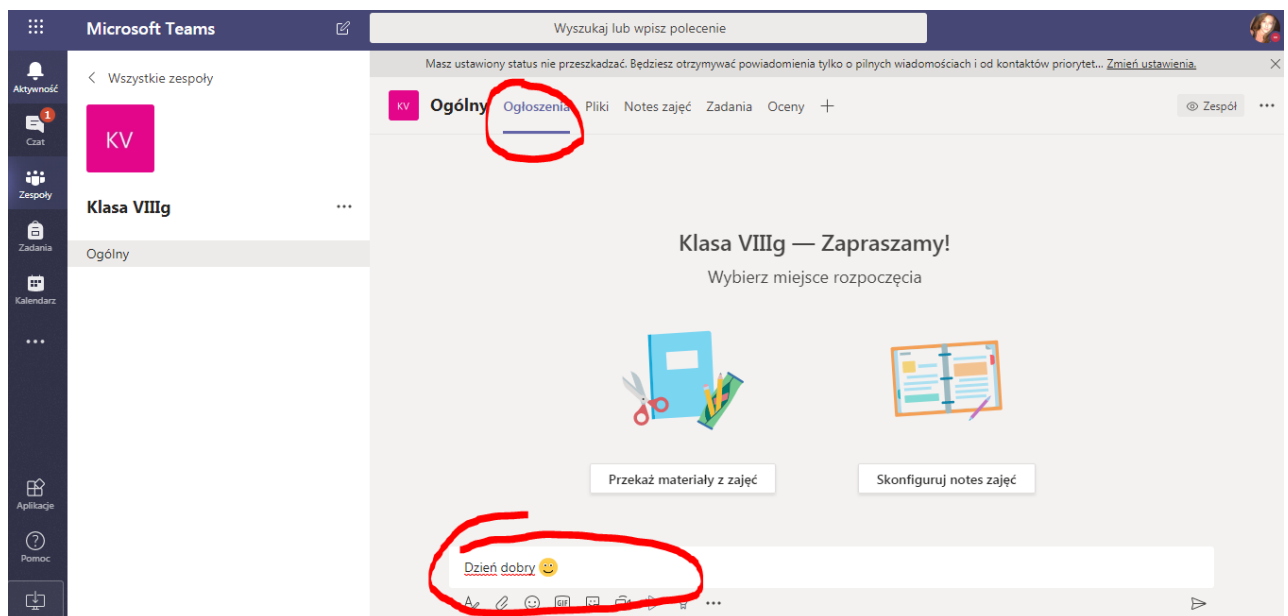 Microsoft Teams
Wyszukaj lub wpisz polecenie
Masz ustawiony status nie przeszkadzać. Będziesz otrzymywać powiadomienia tylko o pilnych wiadomościach i od kontaktów priorytet... Zmień ustawienia.
Aktywność
Wszystkie zespoły
KV Ogólny Ogłoszenia Pliki Notes zajęć Zadania Oceny Zespół
1
Czat
KV
Zespoły
Klasa VIIIg
Zadania
Ogólny
Kalendarz
Klasa VIIIg — Zapraszamy!
Wybierz miejsce rozpoczęcia
Przekaż materiały z zajęć
Skonfiguruj notes zajęć
Aplikacje
Pomoc
Dzień dobry
GIF